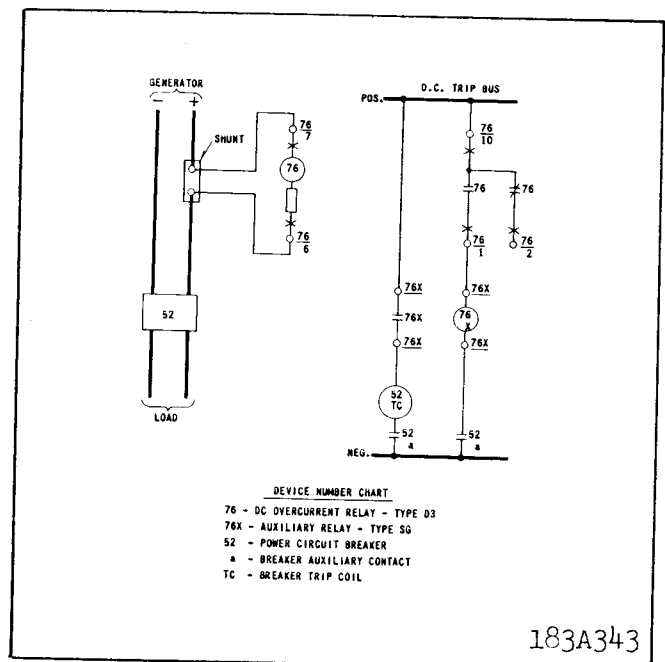 GENERATOR
- +
SHUNT
76
7
76
76
6
52
LOAD
D.C. TRIP BUS
POS.
76
10
76
76
76
1
76
2
76X
76X
76X
76X
76
X
76X
52
TC
52
a
52
a
NEG.
DEVICE NUMBER CHART
76 - DC OVERCURRENT RELAY - TYPE D3
76X - AUXILIARY RELAY - TYPE SG
52 - POWER CIRCUIT BREAKER
a - BREAKER AUXILIARY CONTACT
TC - BREAKER TRIP COIL
183A343